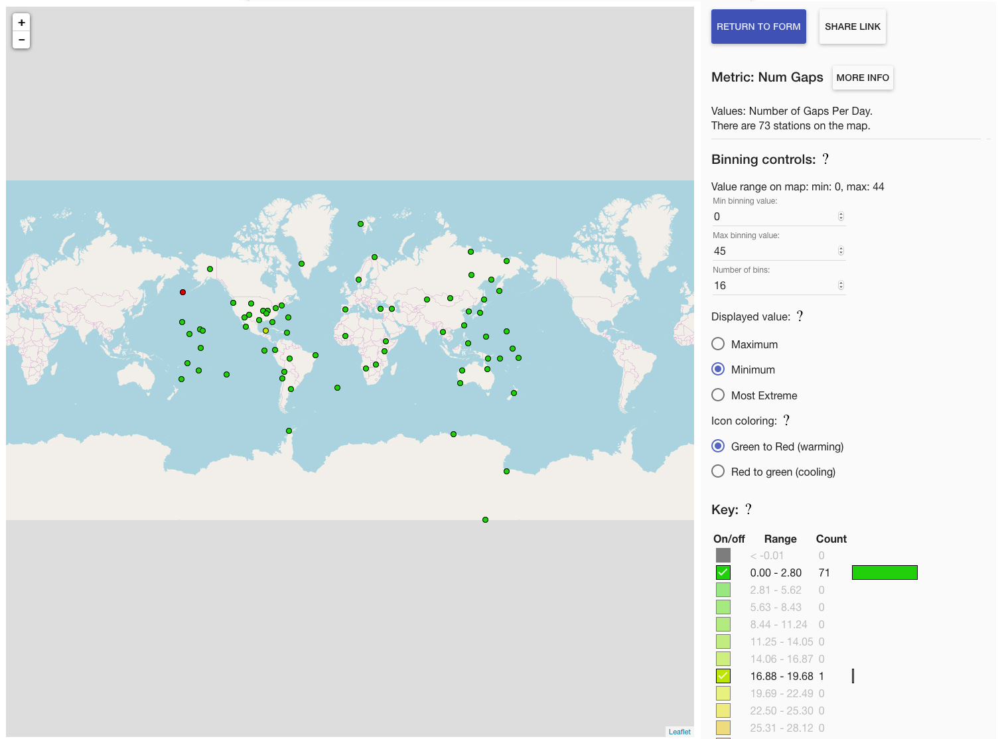 +
−
RETURN TO FORM
SHARE LINK
Metric: Num Gaps
MORE INFO
Values: Number of Gaps Per Day.
There are 73 stations on the map.
Binning controls: ?
Value range on map: min: 0, max: 44
Min binning value:
0
Max binning value:
45
Number of bins:
16
Displayed value: ?
Maximum
Minimum
Most Extreme
Icon coloring: ?
Green to Red (warming)
Red to green (cooling)
Key: ?
On/off Range Count
< -0.01 0
0.00 - 2.80 71
2.81 - 5.62 0
5.63 - 8.43 0
8.44 - 11.24 0
11.25 - 14.05 0
14.06 - 16.87 0
16.88 - 19.68 1
19.69 - 22.49 0
22.50 - 25.30 0
25.31 - 28.12 0
Leaflet